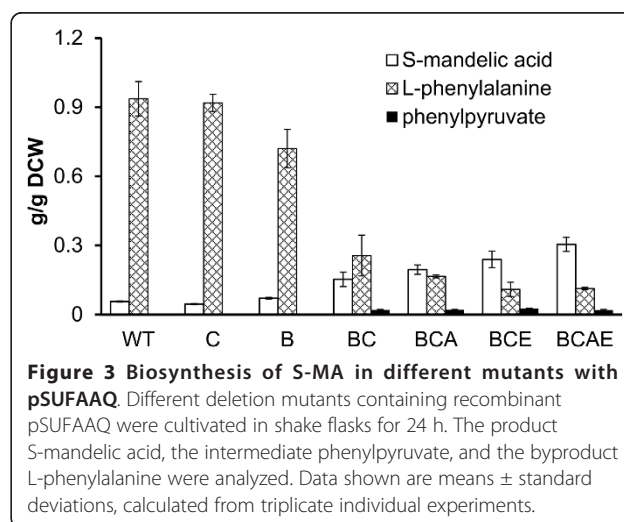 1.2
0.9
0.6
0.3
0
g/g DCW
S-mandelic acid
L-phenylalanine
phenylpyruvate
WT C B BC BCA BCE BCAE
Figure 3 Biosynthesis of S-MA in different mutants with
pSUFAAQ. Different deletion mutants containing recombinant
pSUFAAQ were cultivated in shake flasks for 24 h. The product
S-mandelic acid, the intermediate phenylpyruvate, and the byproduct
L-phenylalanine were analyzed. Data shown are means ± standard
deviations, calculated from triplicate individual experiments.